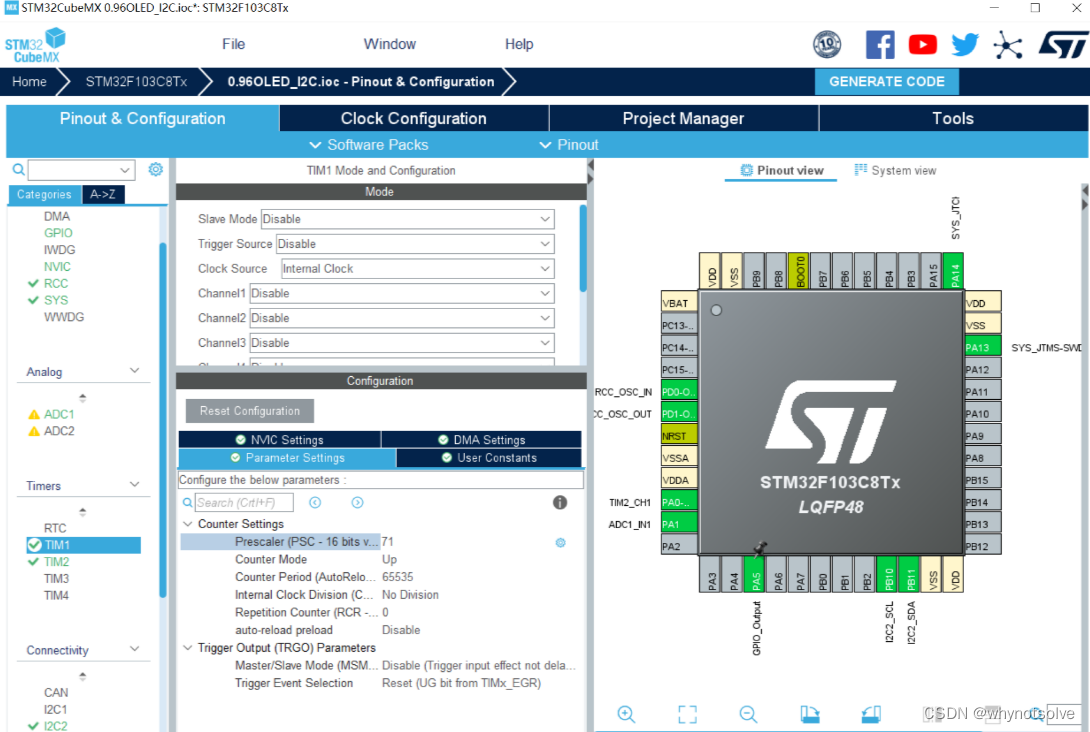 MX STM32CubeMX 0.96OLED_I2C.ioc*: STM32F103C8Tx
STM32
CubeMX
File
Window
Help
10
ST
Home
STM32F103C8Tx
0.96OLED_I2C.ioc - Pinout & Configuration
GENERATE CODE
Pinout & Configuration
Clock Configuration
Project Manager
Tools
Software Packs
Pinout
Categories
A->Z
DMA
GPIO
IWDG
NVIC
RCC
SYS
WWDG
Analog
ADC1
ADC2
Timers
RTC
TIM1
TIM2
TIM3
TIM4
Connectivity
CAN
I2C1
I2C2
TIM1 Mode and Configuration
Mode
Slave Mode Disable
Trigger Source Disable
Clock Source Internal Clock
Channel1 Disable
Channel2 Disable
Channel3 Disable
Configuration
Reset Configuration
NVIC Settings
DMA Settings
Parameter Settings
User Constants
Configure the below parameters :
Search (Crtl+F)
Counter Settings
Prescaler (PSC - 16 bits v... 71
Counter Mode Up
Counter Period (AutoRelo... 65535
Internal Clock Division (C... No Division
Repetition Counter (RCR -... 0
auto-reload preload Disable
Trigger Output (TRGO) Parameters
Master/Slave Mode (MSM... Disable (Trigger input effect not dela...
Trigger Event Selection Reset (UG bit from TIMx_EGR)
Pinout view
System view
SYS_JTCI
VDD
VSS
PB9
PB8
BOOT0
PB7
PB6
PB5
PB4
PB3
PA15
PA14
VBAT
PC13-..
PC14-..
PC15-..
RCC_OSC_IN
PD0-O..
CC_OSC_OUT
PD1-O..
NRST
VSSA
VDDA
TIM2_CH1
PA0-..
ADC1_IN1
PA1
PA2
VDD
VSS
PA13
SYS_JTMS-SWD
PA12
PA11
PA10
PA9
PA8
PB15
PB14
PB13
PB12
ST
STM32F103C8Tx
LQFP48
PA3
PA4
PA5
PA6
PA7
PB0
PB1
PB2
PB10
PB11
VSS
VDD
GPIO_Output
I2C2_SCL
I2C2_SDA
CSDN @whynotsolve